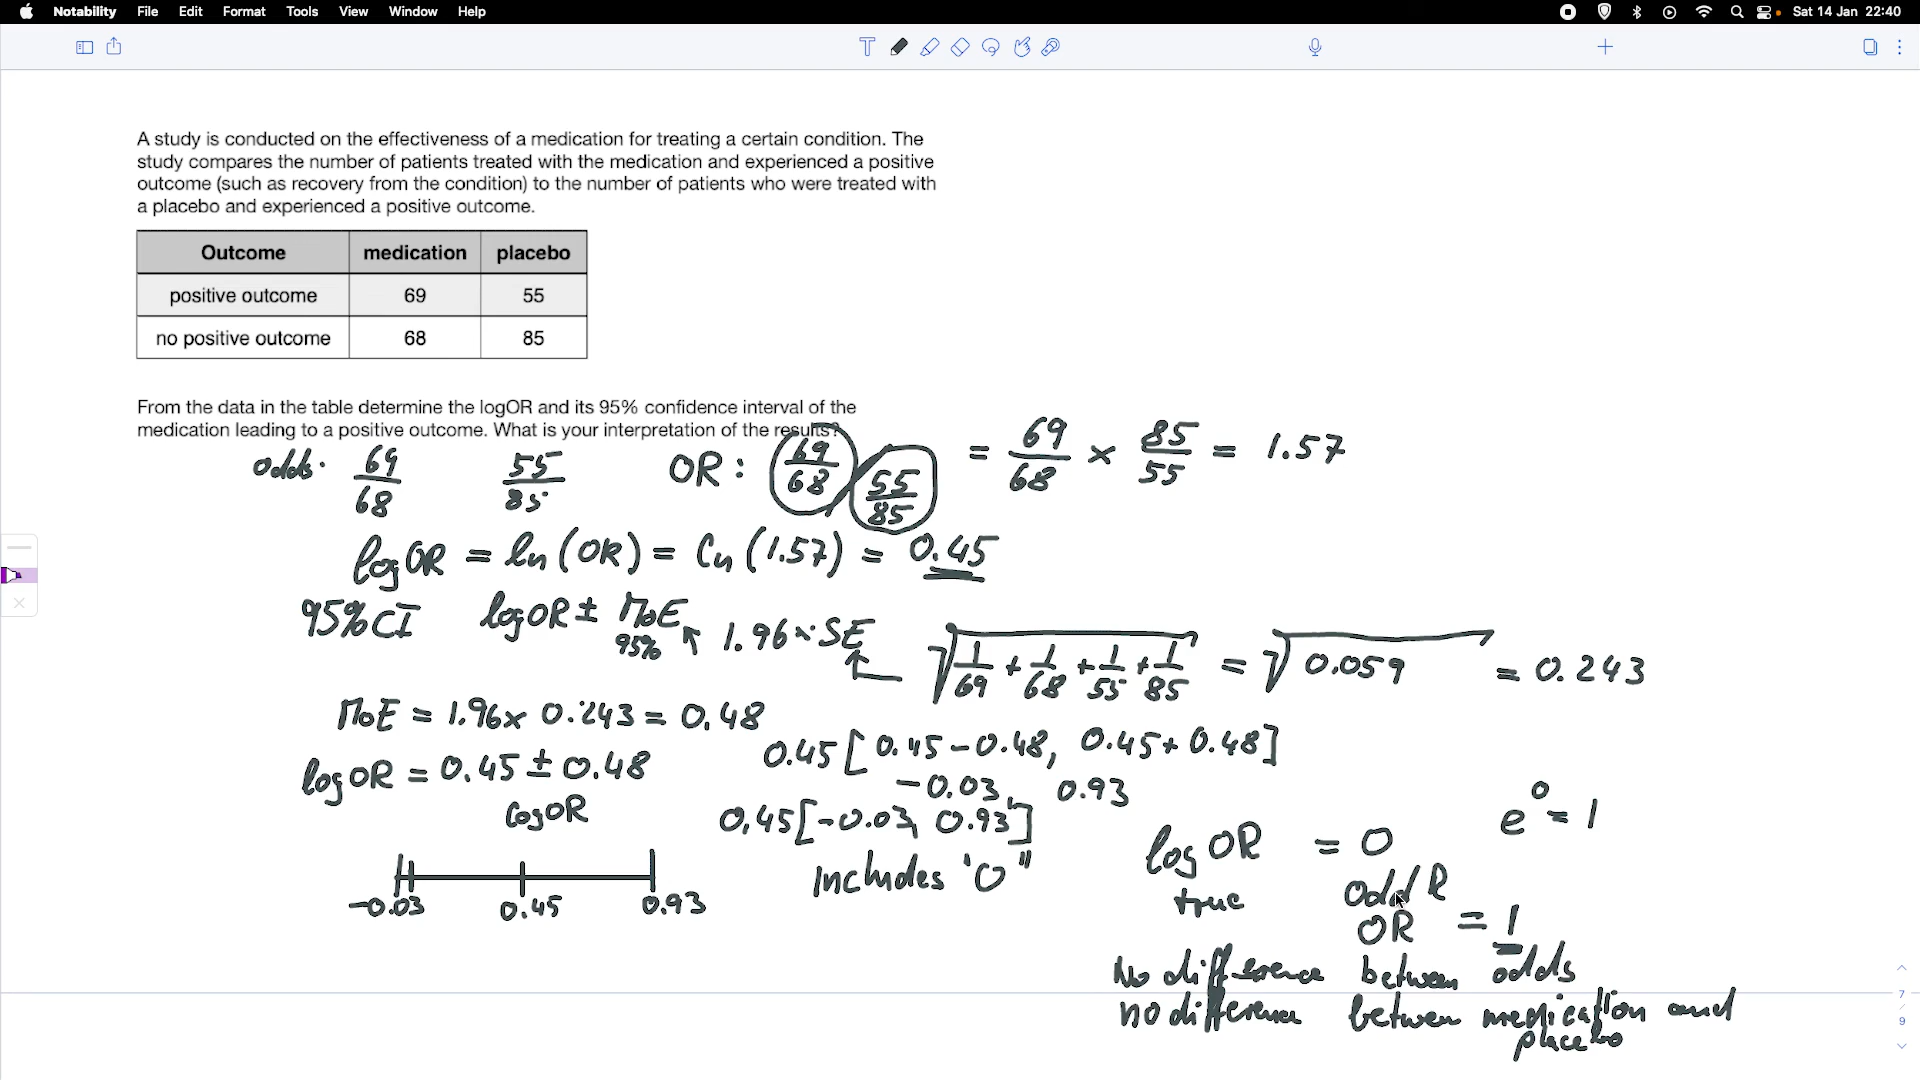 Notability File Edit Format Tools View Window Help Sat 14 Jan 22:40
A study is conducted on the effectiveness of a medication for treating a certain condition. The
study compares the number of patients treated with the medication and experienced a positive
outcome (such as recovery from the condition) to the number of patients who were treated with
a placebo and experienced a positive outcome.
Outcome medication placebo
positive outcome 69 55
no positive outcome 68 85
From the data in the table determine the logOR and its 95% confidence interval of the
medication leading to a positive outcome. What is your interpretation of the results?
odds. 69/68 55/85 OR: (69/68)/(55/85) = 69/68 × 85/55 = 1.57
log OR = ln (OR) = ln (1.57) = 0.45
95% CI logOR ± MoE 95% 1.96 × SE √(1/69 + 1/68 + 1/55 + 1/85) = √0.059 = 0.243
MoE = 1.96 × 0.243 = 0.48
0.45 [0.45 - 0.48, 0.45 + 0.48]
log OR = 0.45 ± 0.48
-0.03, 0.93
logOR
0.45 [-0.03, 0.93]
e^0 = 1
log OR = 0
includes "0"
true odd R
-0.03 0.45 0.93
OR = 1
No difference between odds
no difference between medication and
placebo
7
9